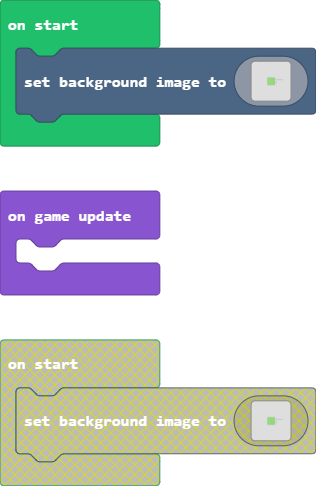 on start
set background image to
on game update
on start
set background image to